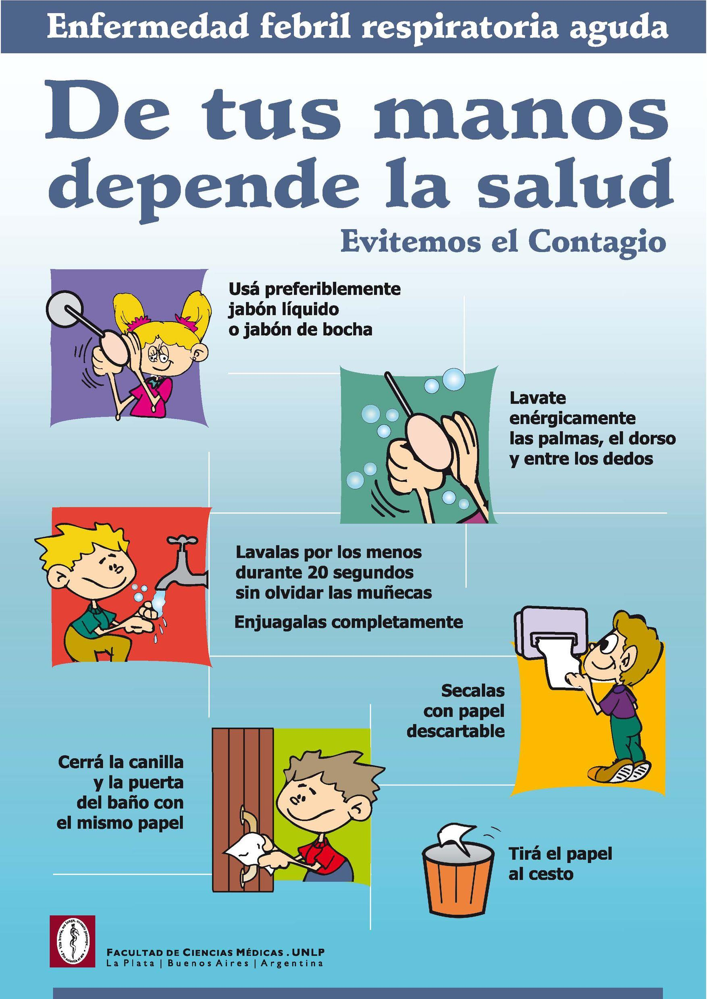 Enfermedad febril respiratoria aguda
De tus manos
depende la salud
Evitemos el Contagio
Usá preferiblemente
jabón líquido
o jabón de bocha
Lavate
enérgicamente
las palmas, el dorso
y entre los dedos
Lavalas por los menos
durante 20 segundos
sin olvidar las muñecas
Enjuagalas completamente
Secalas
con papel
descartable
Cerrá la canilla
y la puerta
del baño con
el mismo papel
Tirá el papel
al cesto
Vita brevis, ars longa, occasio praeceps...
Pro scientia et ars
FACULTAD DE CIENCIAS MÉDICAS . UNLP
La Plata | Buenos Aires | Argentina